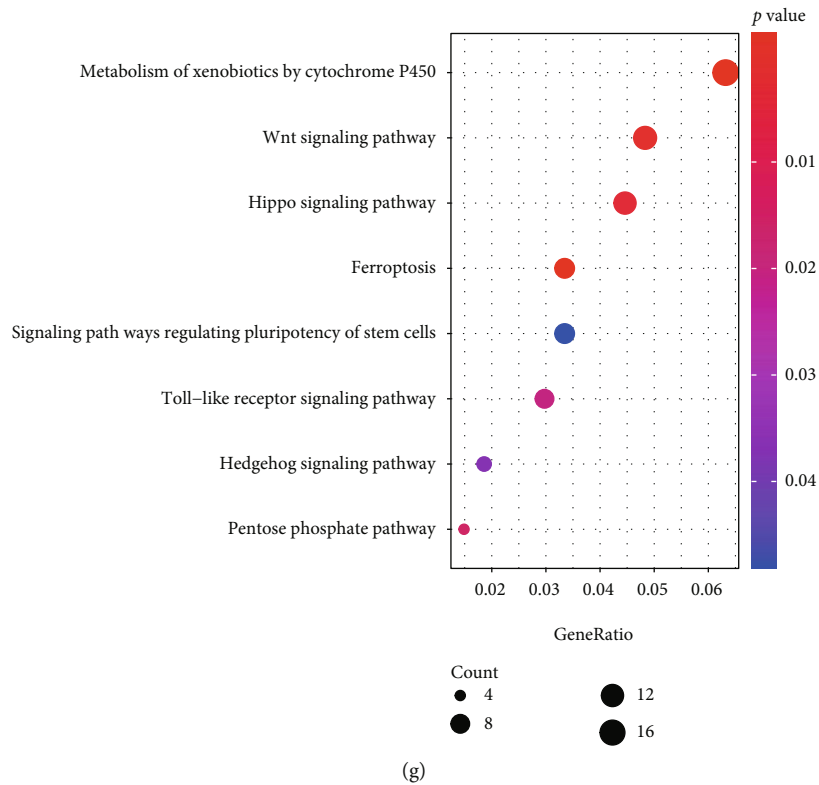 p value
Metabolism of xenobiotics by cytochrome P450
Wnt signaling pathway
0.01
Hippo signaling pathway
Ferroptosis
0.02
Signaling path ways regulating pluripotency of stem cells
0.03
Toll–like receptor signaling pathway
Hedgehog signaling pathway
0.04
Pentose phosphate pathway
0.02 0.03 0.04 0.05 0.06
GeneRatio
Count
4 12
8 16
(g)